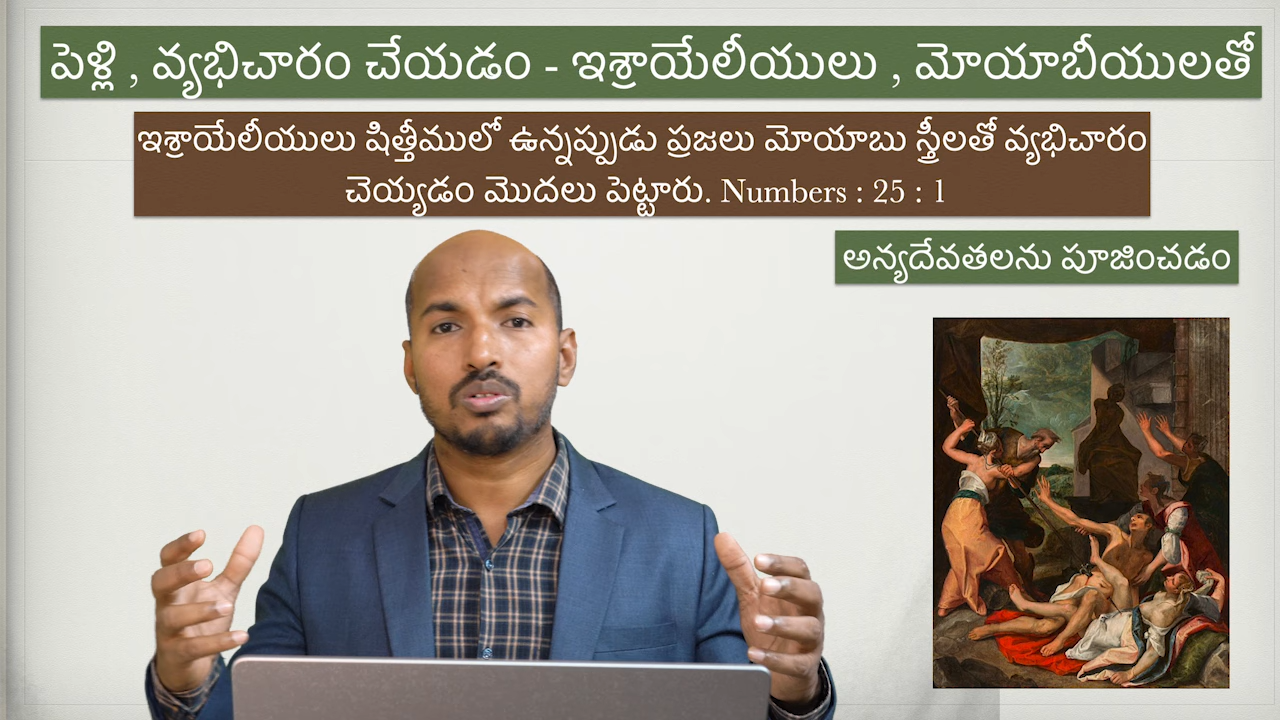 పెళ్లి , వ్యభిచారం చేయడం - ఇశ్రాయేలీయులు , మోయాబీయులతో
ఇశ్రాయేలీయులు షిత్తీములో ఉన్నప్పుడు ప్రజలు మోయాబు స్త్రీలతో వ్యభిచారం
చెయ్యడం మొదలు పెట్టారు. Numbers : 25 : 1
అన్యదేవతలను పూజించడం